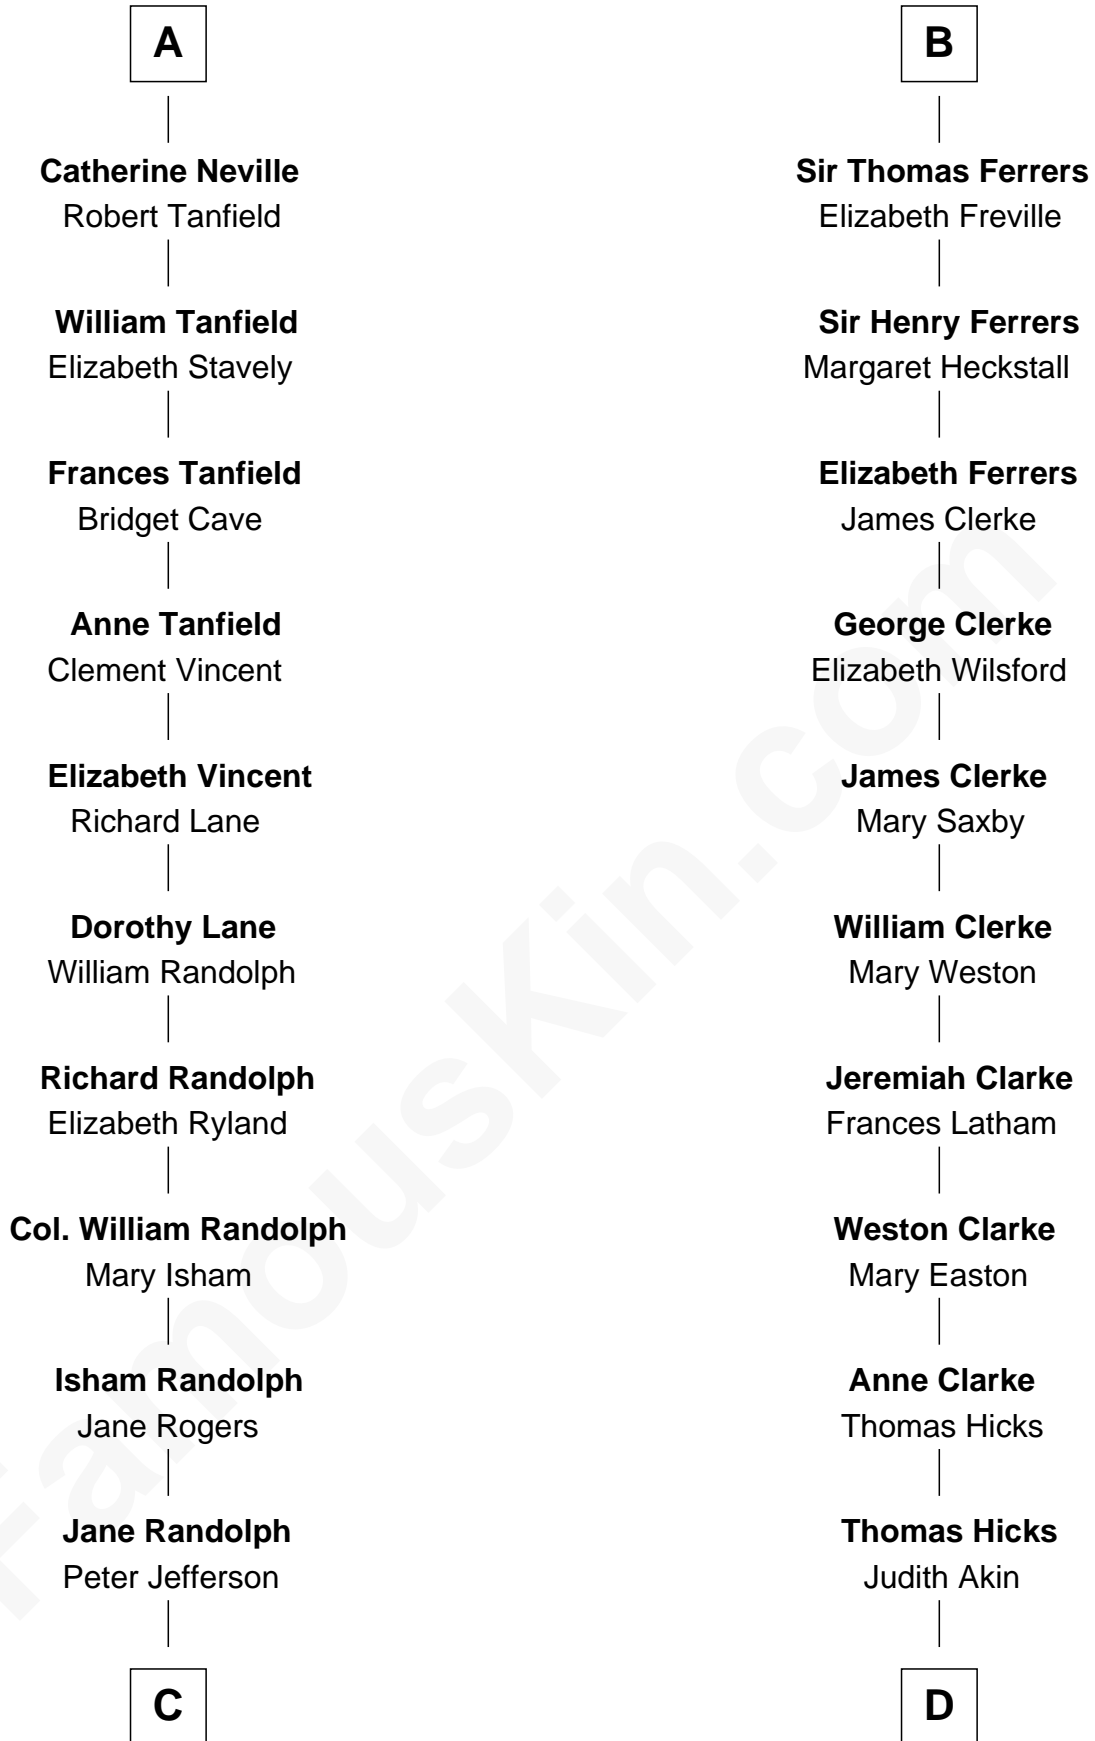 A
Catherine Neville
Robert Tanfield
William Tanfield
Elizabeth Stavely
Frances Tanfield
Bridget Cave
Anne Tanfield
Clement Vincent
Elizabeth Vincent
Richard Lane
Dorothy Lane
William Randolph
Richard Randolph
Elizabeth Ryland
Col. William Randolph
Mary Isham
Isham Randolph
Jane Rogers
Jane Randolph
Peter Jefferson
C
B
Sir Thomas Ferrers
Elizabeth Freville
Sir Henry Ferrers
Margaret Heckstall
Elizabeth Ferrers
James Clerke
George Clerke
Elizabeth Wilsford
James Clerke
Mary Saxby
William Clerke
Mary Weston
Jeremiah Clarke
Frances Latham
Weston Clarke
Mary Easton
Anne Clarke
Thomas Hicks
Thomas Hicks
Judith Akin
D
FamousKin.com